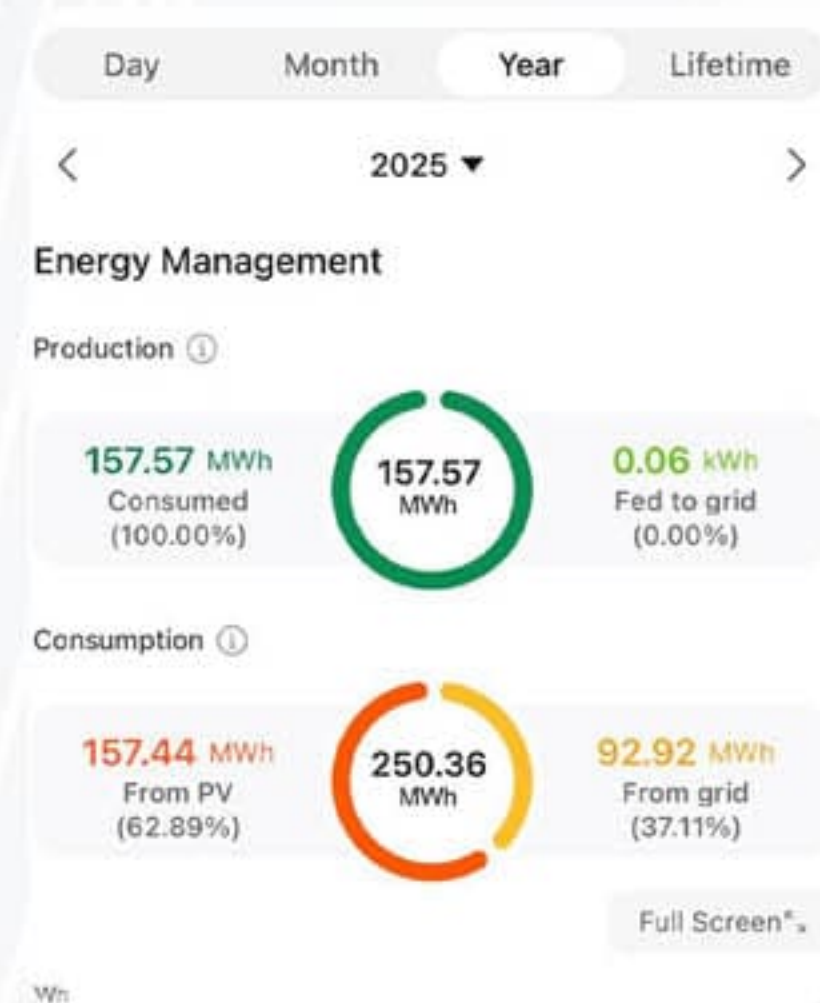 Day Month Year Lifetime
2025
Energy Management
Production
157.57 MWh
Consumed
(100.00%)
157.57
MWh
0.06 kWh
Fed to grid
(0.00%)
Consumption
157.44 MWh
From PV
(62.89%)
250.36
MWh
92.92 MWh
From grid
(37.11%)
Full Screen